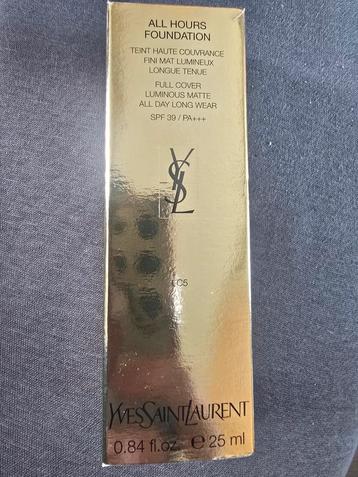 ALL HOURS
FOUNDATION
TEINT HAUTE COUVRANCE
FINI MAT LUMINEUX
LONGUE TENUE
FULL COVER
LUMINOUS MATTE
ALL DAY LONG WEAR
SPF 39 / PA+++
YSL
LC5
YVESSAINTLAURENT
0.84 fl.oz. e 25 ml